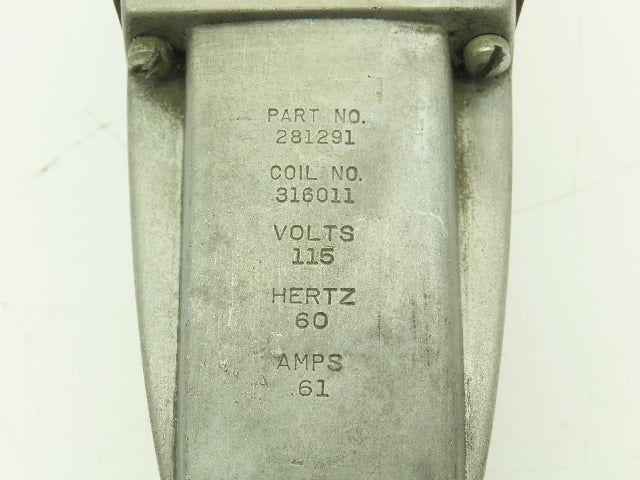 PART NO.
281291
COIL NO.
316011
VOLTS
115
HERTZ
60
AMPS
.61